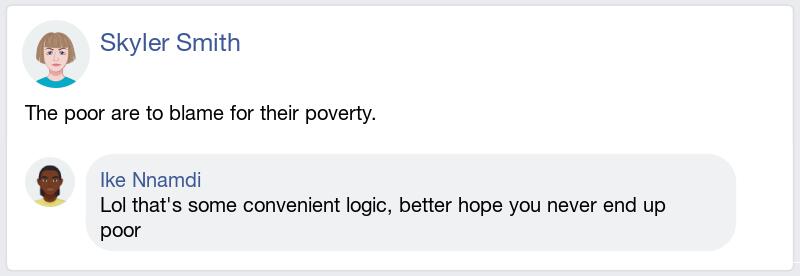 Skyler Smith
The poor are to blame for their poverty.
Ike Nnamdi
Lol that's some convenient logic, better hope you never end up
poor